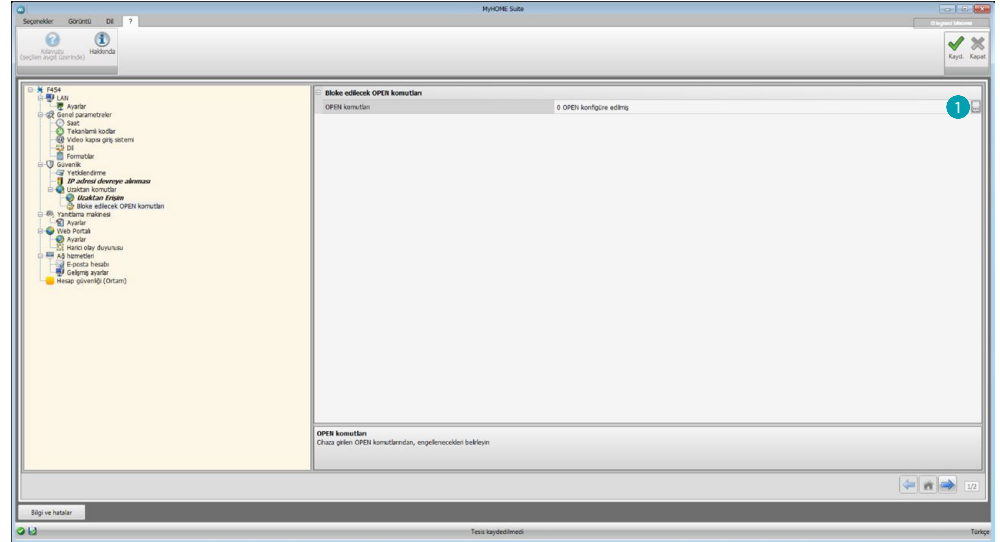 MyHOME Suite
Seçenekler Görüntü Dil ?
Kılavuzu
(seçilen aygıt üzerinde)
Hakkında
Kayd. Kapat
F454
LAN
Ayarlar
Genel parametreler
Saat
Tekanlamlı kodlar
Video kapısı giriş sistemi
Dil
Formatlar
Güvenlik
Yetkilendirme
IP adresi devreye alınması
Uzaktan komutlar
Uzaktan Erişim
Bloke edilecek OPEN komutları
Yanıtlama makinesi
Ayarlar
Web Portalı
Ayarlar
Harici olay duyurusu
Ağ hizmetleri
E-posta hesabı
Gelişmiş ayarlar
Hesap güvenliği (Ortam)
Bloke edilecek OPEN komutları
OPEN komutları 0 OPEN konfigüre edilmiş 1 ...
OPEN komutları
Cihaza girilen OPEN komutlarından, engellenecekleri belirleyin
1/2
Bilgi ve hatalar
Tesis kaydedilmedi Türkçe